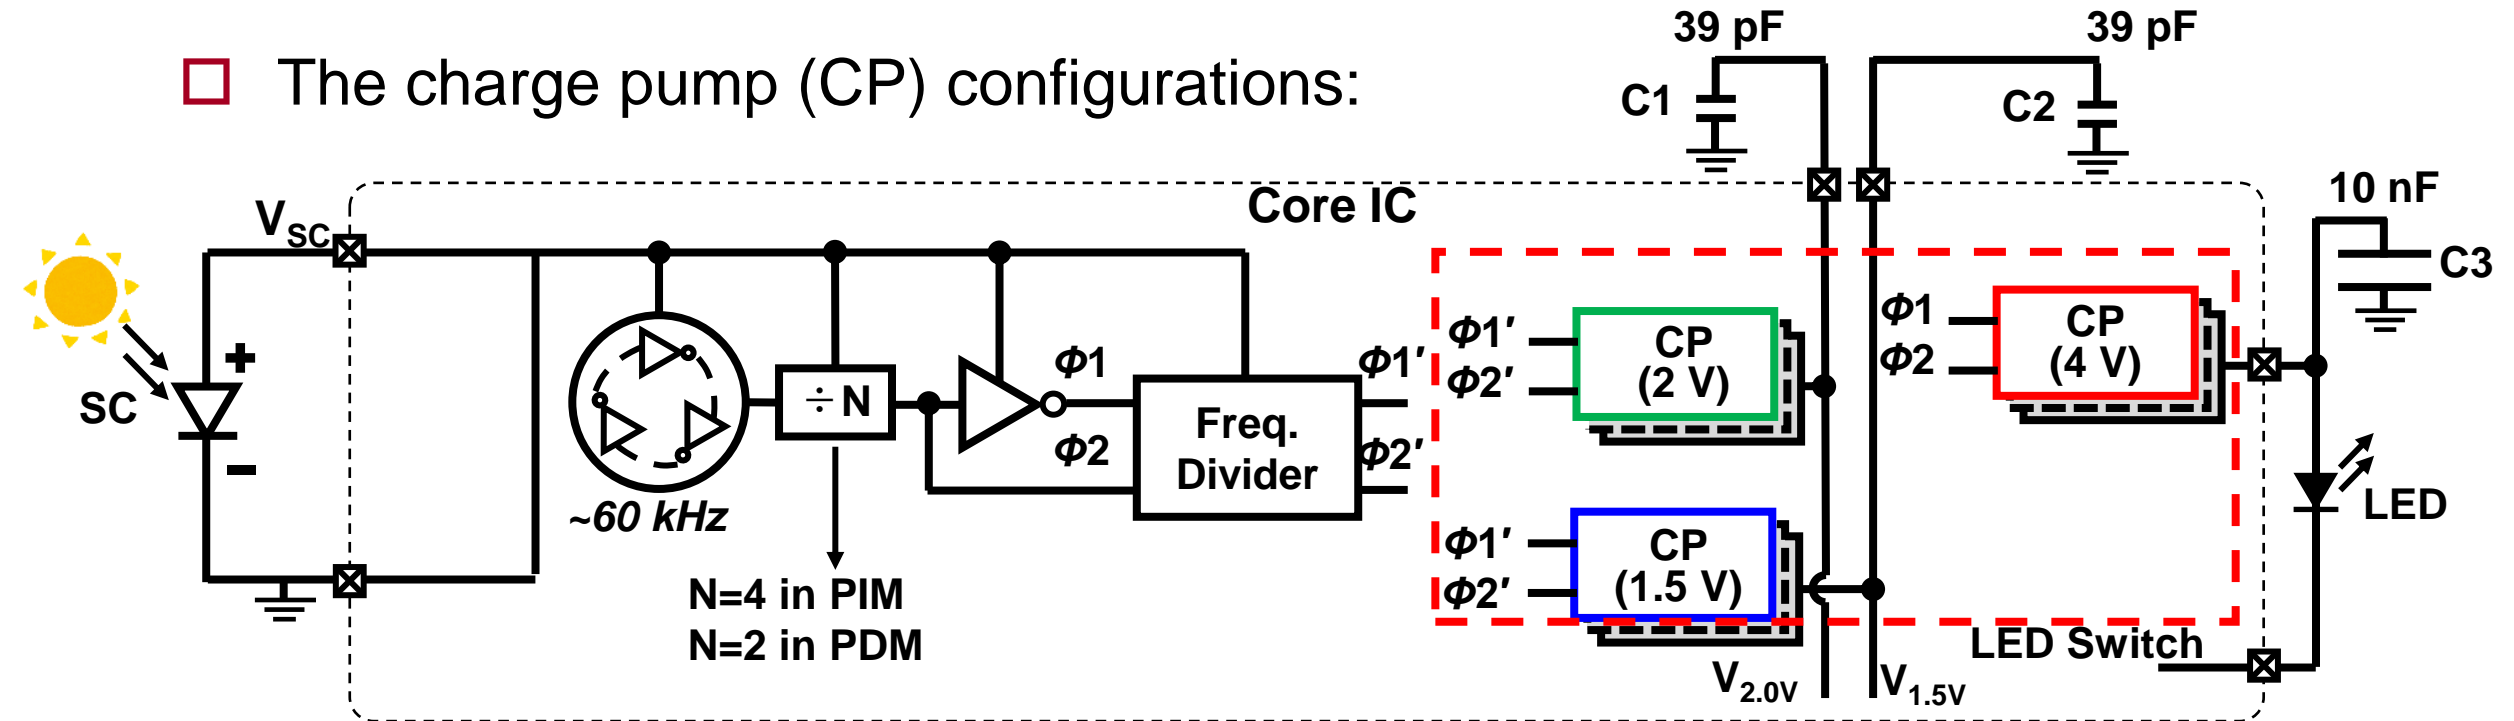 39 pF
39 pF
The charge pump (CP) configurations:
C1
C2
Core IC
10 nF
VSC
C3
Φ1′
Φ2′
CP
(2 V)
Φ1
Φ2
CP
(4 V)
SC
+
-
÷N
Φ1
Φ2
Freq.
Divider
Φ1′
Φ2′
LED
~60 kHz
Φ1′
Φ2′
CP
(1.5 V)
N=4 in PIM
N=2 in PDM
LED Switch
V2.0V
V1.5V